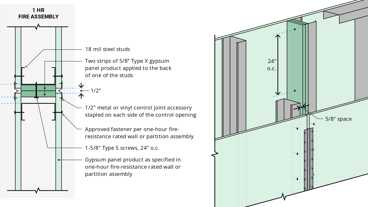 1 HR
FIRE ASSEMBLY
18 mil steel studs
Two strips of 5/8" Type X gypsum
panel product applied to the back
of one of the studs
1/2"
1/2" metal or vinyl control joint accessory
stapled on each side of the control opening
Approved fastener per one-hour fire-
resistance rated wall or partition assembly
1-5/8" Type S screws, 24" o.c.
Gypsum panel product as specified in
one-hour fire-resistance rated wall or
partition assembly
24"
o.c.
5/8" space